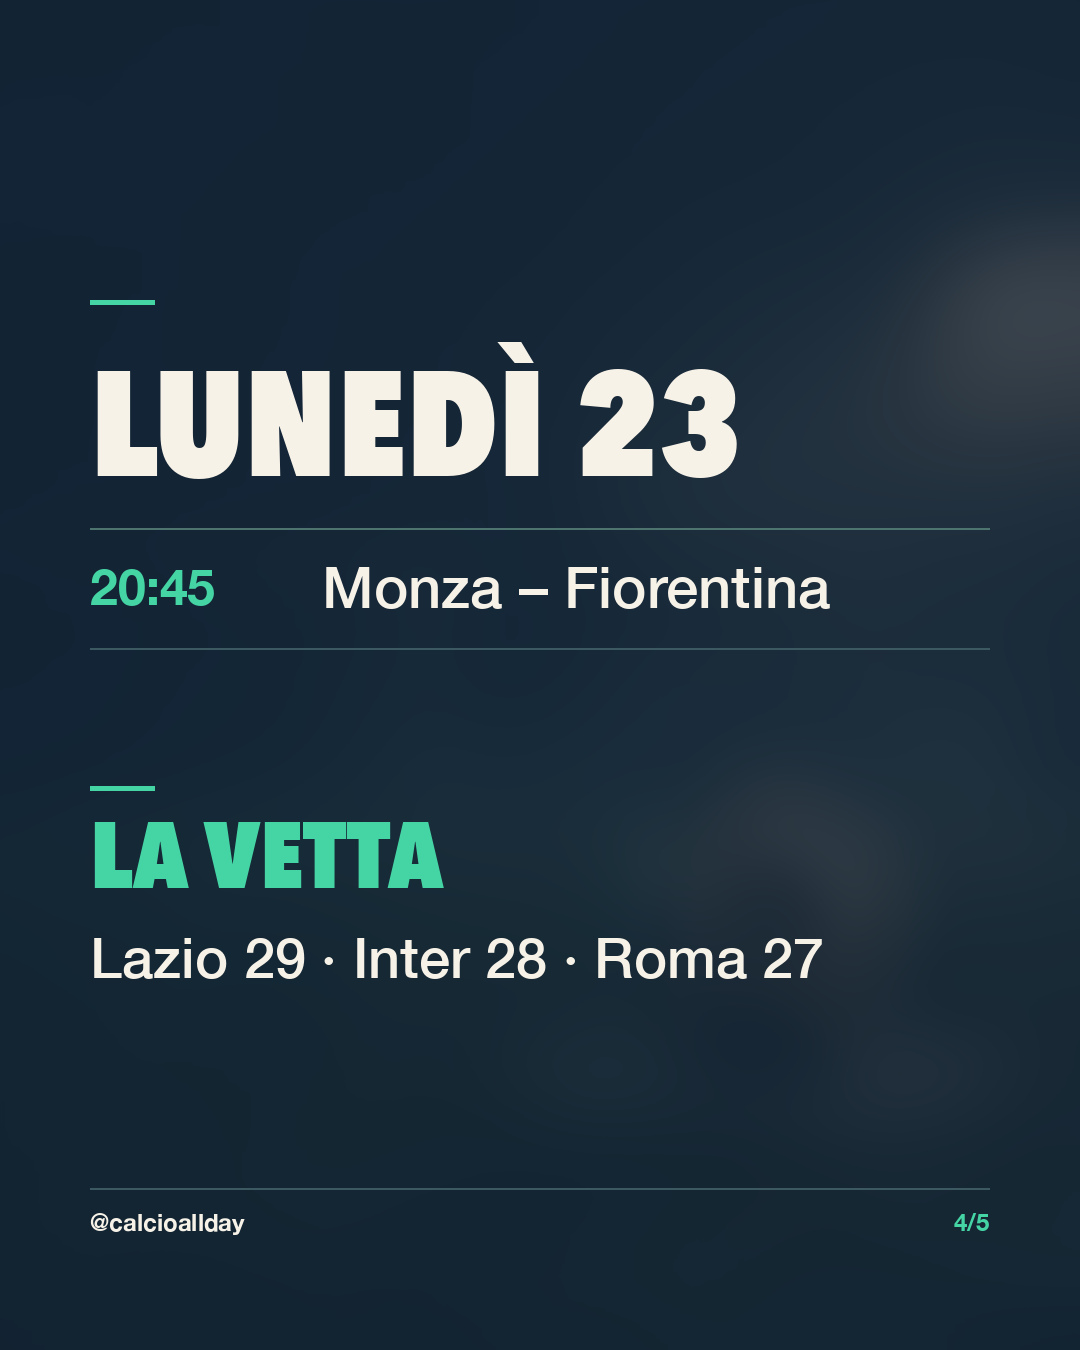 LUNEDÌ 23
20:45 Monza – Fiorentina
LA VETTA
Lazio 29 · Inter 28 · Roma 27
@calcioallday 4/5